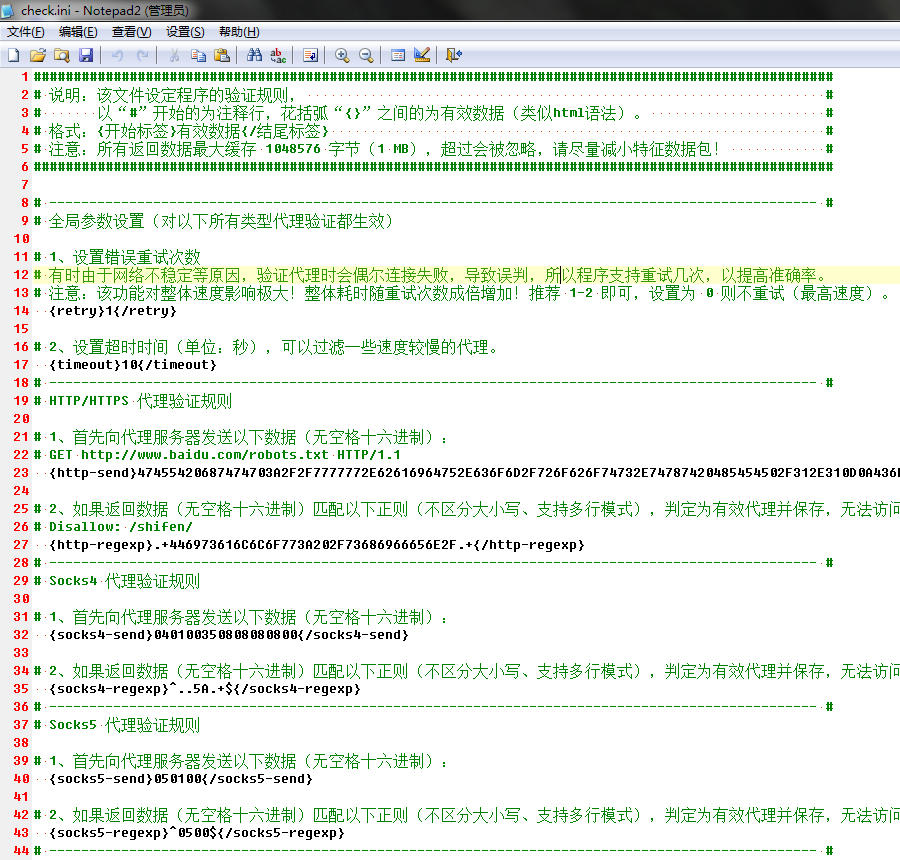 check.ini - Notepad2 (管理员)
文件(F) 编辑(E) 查看(V) 设置(S) 帮助(H)
1 ####################################################################################################
2 # 说明：该文件设定程序的验证规则， #
3 # 以“#”开始的为注释行，花括弧“{}”之间的为有效数据（类似html语法）。 #
4 # 格式：{开始标签}有效数据{/结尾标签} #
5 # 注意：所有返回数据最大缓存 1048576 字节（1 MB），超过会被忽略，请尽量减小特征数据包！ #
6 ####################################################################################################
7
8 # ------------------------------------------------------------------------------------------------ #
9 # 全局参数设置（对以下所有类型代理验证都生效）
10
11 # 1、设置错误重试次数
12 # 有时由于网络不稳定等原因，验证代理时会偶尔连接失败，导致误判，所以程序支持重试几次，以提高准确率。
13 # 注意：该功能对整体速度影响极大！整体耗时随重试次数成倍增加！推荐 1-2 即可，设置为 0 则不重试（最高速度）。
14 {retry}1{/retry}
15
16 # 2、设置超时时间（单位：秒），可以过滤一些速度较慢的代理。
17 {timeout}10{/timeout}
18 # ------------------------------------------------------------------------------------------------ #
19 # HTTP/HTTPS 代理验证规则
20
21 # 1、首先向代理服务器发送以下数据（无空格十六进制）：
22 # GET http://www.baidu.com/robots.txt HTTP/1.1
23 {http-send}47455420687474703A2F2F7777772E62616964752E636F6D2F726F626F74732E74787420485454502F312E310D0A436
24
25 # 2、如果返回数据（无空格十六进制）匹配以下正则（不区分大小写、支持多行模式），判定为有效代理并保存，无法访问
26 # Disallow: /shifen/
27 {http-regexp}.+446973616C6C6F773A202F73686966656E2F.+{/http-regexp}
28 # ------------------------------------------------------------------------------------------------ #
29 # Socks4 代理验证规则
30
31 # 1、首先向代理服务器发送以下数据（无空格十六进制）：
32 {socks4-send}040100350808080800{/socks4-send}
33
34 # 2、如果返回数据（无空格十六进制）匹配以下正则（不区分大小写、支持多行模式），判定为有效代理并保存，无法访问
35 {socks4-regexp}^..5A.+${/socks4-regexp}
36 # ------------------------------------------------------------------------------------------------ #
37 # Socks5 代理验证规则
38
39 # 1、首先向代理服务器发送以下数据（无空格十六进制）：
40 {socks5-send}050100{/socks5-send}
41
42 # 2、如果返回数据（无空格十六进制）匹配以下正则（不区分大小写、支持多行模式），判定为有效代理并保存，无法访问
43 {socks5-regexp}^0500${/socks5-regexp}
44 # ------------------------------------------------------------------------------------------------ #